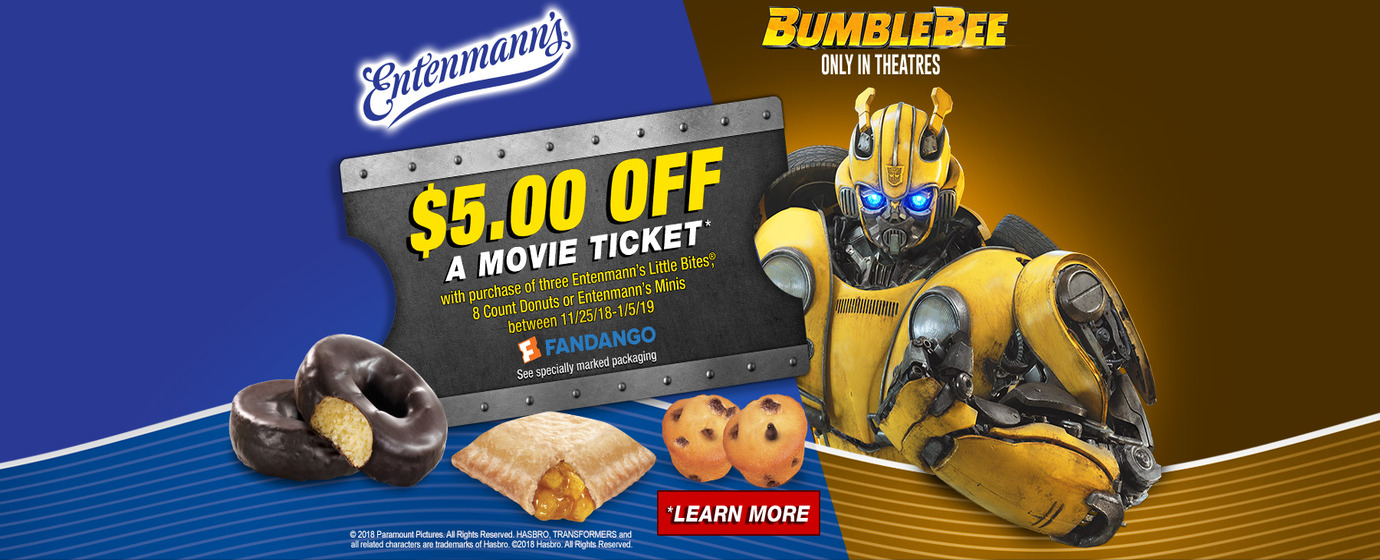 Entenmann's®
BUMBLEBEE
ONLY IN THEATRES
$5.00 OFF
A MOVIE TICKET*
with purchase of three Entenmann's Little Bites®,
8 Count Donuts or Entenmann's Minis
between 11/25/18-1/5/19
F FANDANGO
See specially marked packaging
*LEARN MORE
© 2018 Paramount Pictures. All Rights Reserved. HASBRO, TRANSFORMERS and
all related characters are trademarks of Hasbro. ©2018 Hasbro. All Rights Reserved.